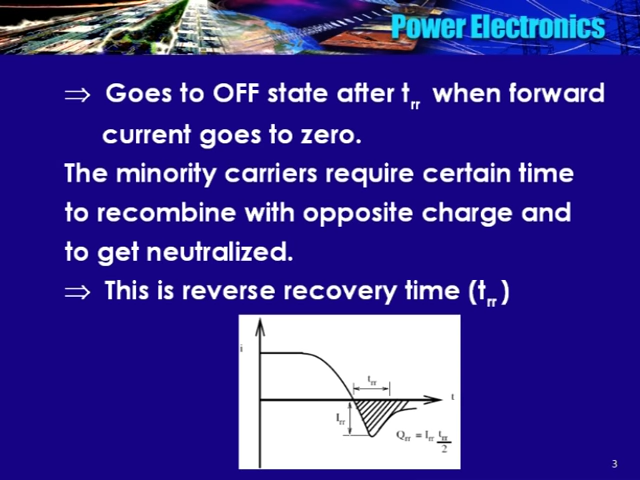 Power Electronics
⇒ Goes to OFF state after trr when forward
current goes to zero.
The minority carriers require certain time
to recombine with opposite charge and
to get neutralized.
⇒ This is reverse recovery time (trr)
i
trr
t
Irr
Qrr = Irr trr/2
3